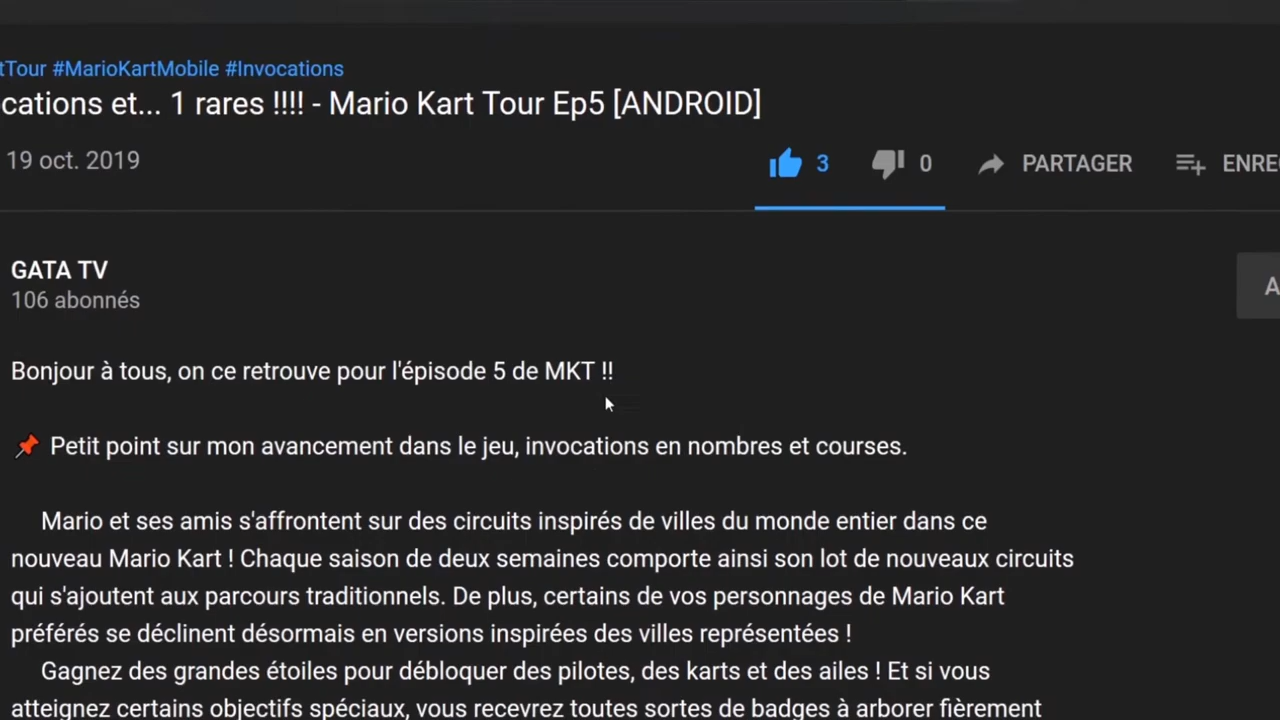 tTour #MarioKartMobile #Invocations
cations et... 1 rares !!!! - Mario Kart Tour Ep5 [ANDROID]
19 oct. 2019
3 0 PARTAGER ENRE
GATA TV
106 abonnés
A
Bonjour à tous, on ce retrouve pour l'épisode 5 de MKT !!
📌 Petit point sur mon avancement dans le jeu, invocations en nombres et courses.
Mario et ses amis s'affrontent sur des circuits inspirés de villes du monde entier dans ce
nouveau Mario Kart ! Chaque saison de deux semaines comporte ainsi son lot de nouveaux circuits
qui s'ajoutent aux parcours traditionnels. De plus, certains de vos personnages de Mario Kart
préférés se déclinent désormais en versions inspirées des villes représentées !
Gagnez des grandes étoiles pour débloquer des pilotes, des karts et des ailes ! Et si vous
atteignez certains objectifs spéciaux, vous recevrez toutes sortes de badges à arborer fièrement